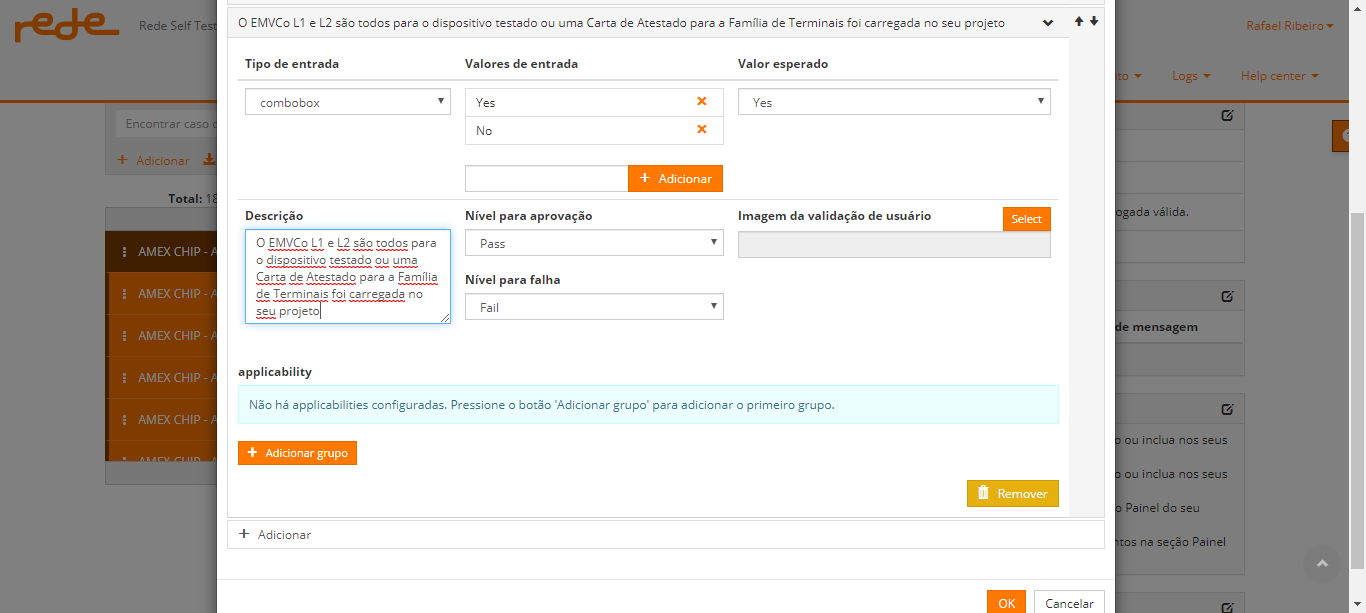 rede
Rede Self Test
Rafael Ribeiro
Logs
Help center
O EMVCo L1 e L2 são todos para o dispositivo testado ou uma Carta de Atestado para a Família de Terminais foi carregada no seu projeto
Tipo de entrada
Valores de entrada
Valor esperado
combobox
Yes
No
Yes
Adicionar
Encontrar caso
Adicionar
Total: 18
AMEX CHIP - A
AMEX CHIP - A
AMEX CHIP - A
AMEX CHIP - A
AMEX CHIP - A
AMEX CHIP - A
Descrição
O EMVCo L1 e L2 são todos para
o dispositivo testado ou uma
Carta de Atestado para a Família
de Terminais foi carregada no
seu projeto
Nível para aprovação
Pass
Nível para falha
Fail
Imagem da validação de usuário
Select
applicability
Não há applicabilities configuradas. Pressione o botão 'Adicionar grupo' para adicionar o primeiro grupo.
Adicionar grupo
Remover
Adicionar
OK
Cancelar
ogada válida.
de mensagem
o ou inclua nos seus
o ou inclua nos seus
o Painel do seu
ntos na seção Painel